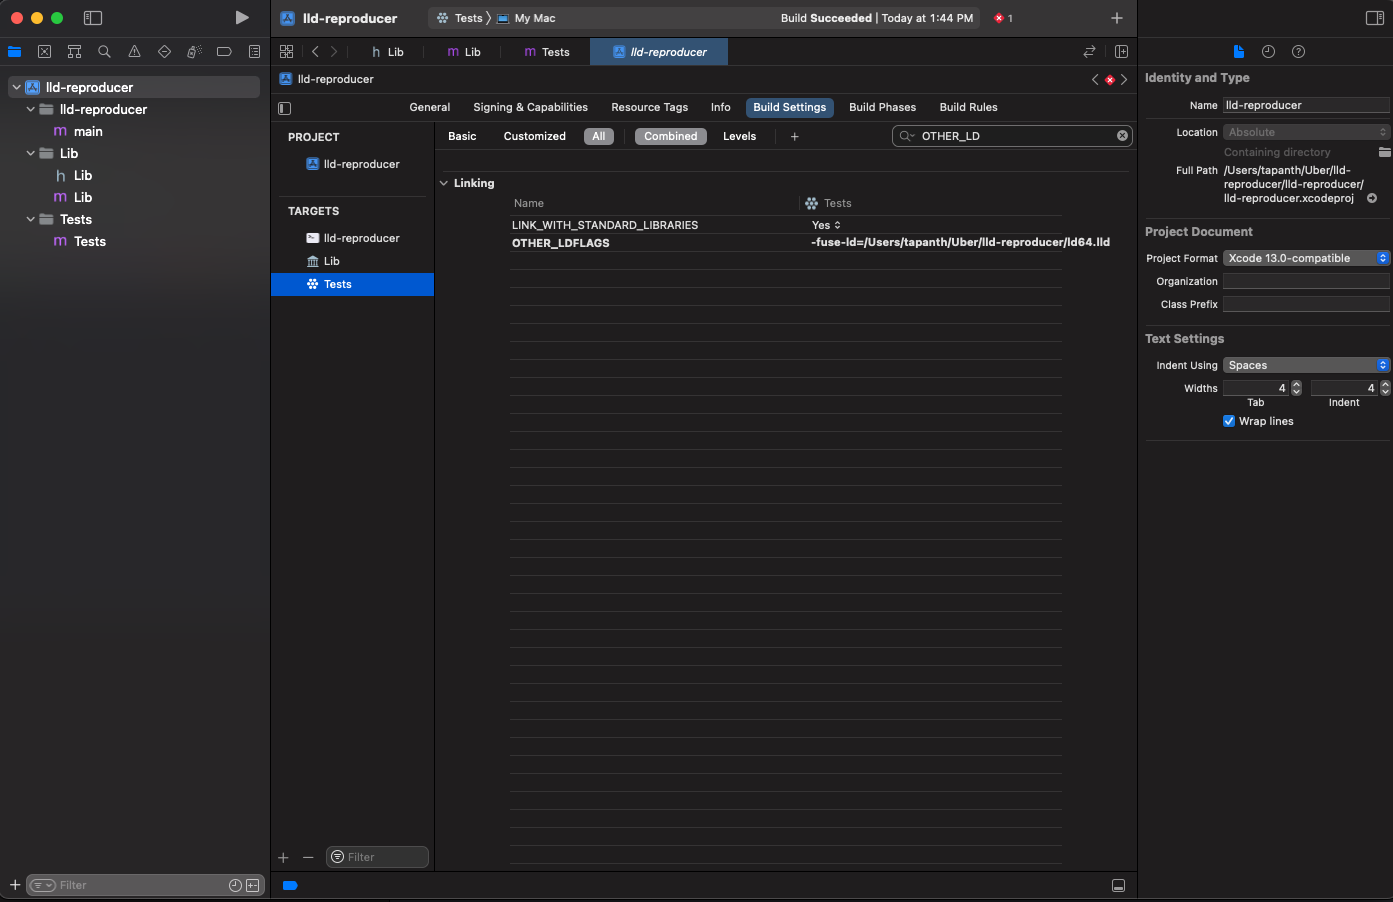 lld-reproducer
Tests
My Mac
Build Succeeded | Today at 1:44 PM
1
h Lib
m Lib
m Tests
lld-reproducer
lld-reproducer
lld-reproducer
lld-reproducer
m main
Lib
h Lib
m Lib
Tests
m Tests
Filter
General
Signing & Capabilities
Resource Tags
Info
Build Settings
Build Phases
Build Rules
PROJECT
lld-reproducer
TARGETS
lld-reproducer
Lib
Tests
Filter
Basic
Customized
All
Combined
Levels
OTHER_LD
Linking
Name
Tests
LINK_WITH_STANDARD_LIBRARIES
Yes
OTHER_LDFLAGS
-fuse-ld=/Users/tapanth/Uber/lld-reproducer/ld64.lld
Identity and Type
Name lld-reproducer
Location Absolute
Containing directory
Full Path /Users/tapanth/Uber/lld-
reproducer/lld-reproducer/
lld-reproducer.xcodeproj
Project Document
Project Format Xcode 13.0-compatible
Organization
Class Prefix
Text Settings
Indent Using Spaces
Widths 4 4
Tab Indent
Wrap lines